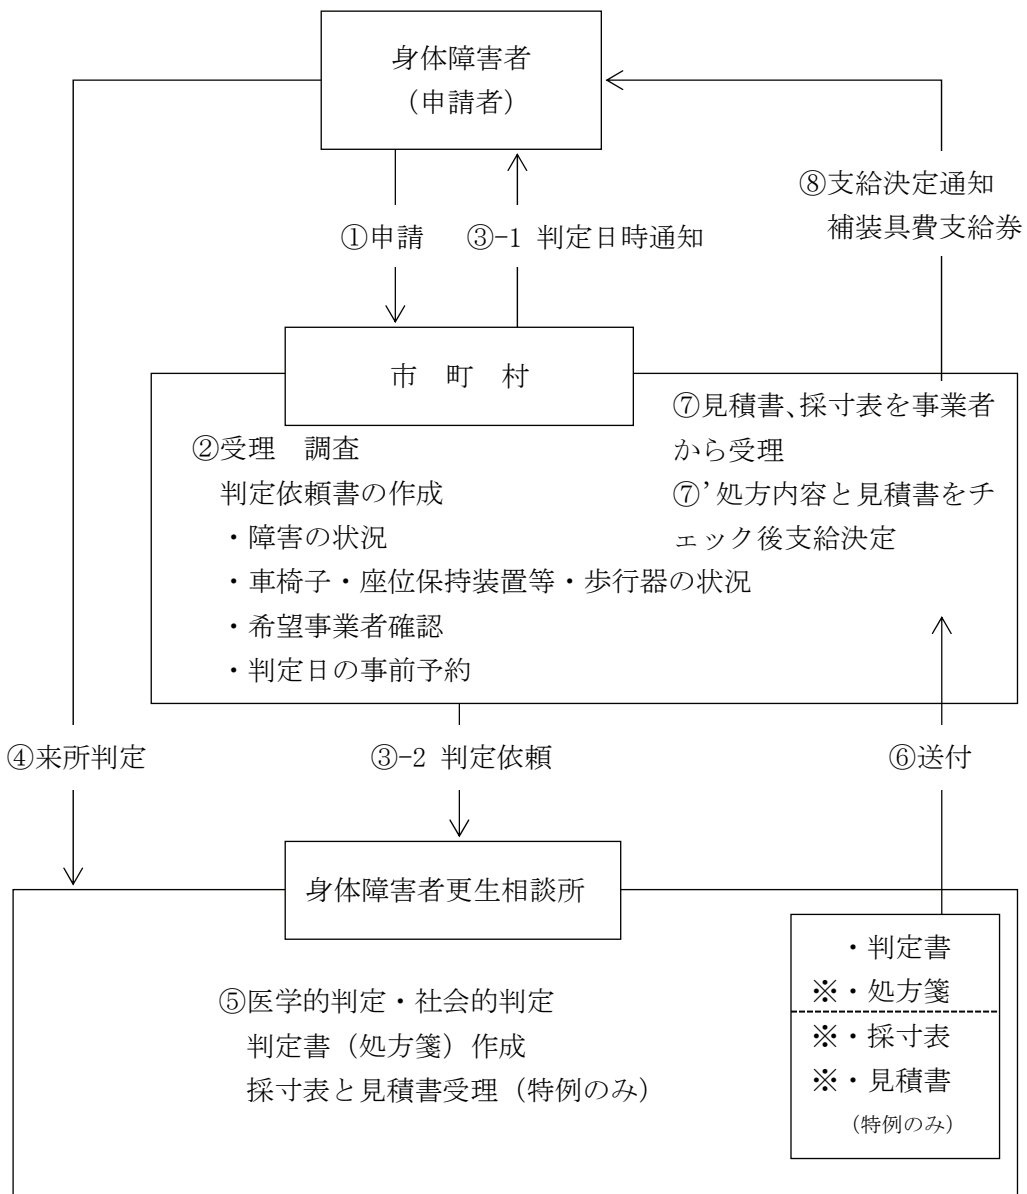 身体障害者
（申請者）
⑧支給決定通知
補装具費支給券
①申請
③-1 判定日時通知
市　町　村
⑦見積書、採寸表を事業者
から受理
⑦’処方内容と見積書をチ
ェック後支給決定
②受理　調査
判定依頼書の作成
・障害の状況
・車椅子・座位保持装置等・歩行器の状況
・希望事業者確認
・判定日の事前予約
④来所判定
③-2 判定依頼
⑥送付
身体障害者更生相談所
⑤医学的判定・社会的判定
判定書（処方箋）作成
採寸表と見積書受理（特例のみ）
・判定書
※・処方箋
※・採寸表
※・見積書
（特例のみ）